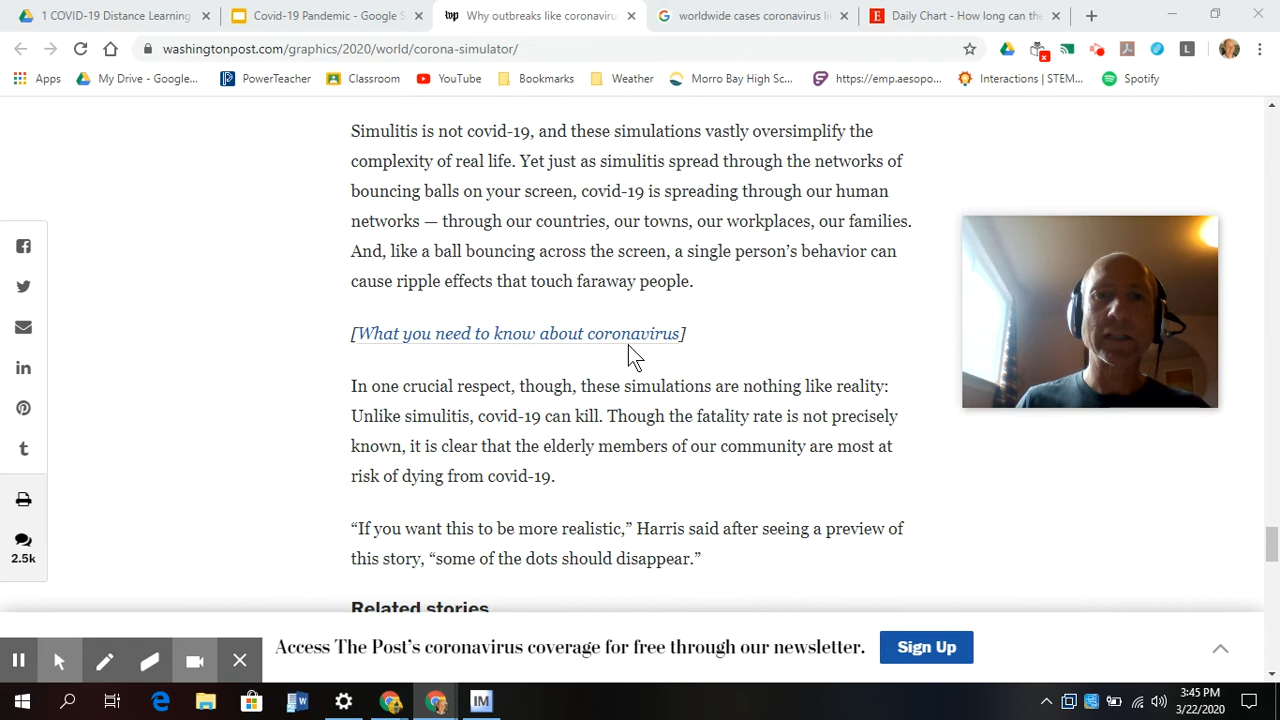 1 COVID-19 Distance Learning
Covid-19 Pandemic - Google S
Why outbreaks like coronaviru
worldwide cases coronavirus li
Daily Chart - How long can the
washingtonpost.com/graphics/2020/world/corona-simulator/
Apps
My Drive - Google...
PowerTeacher
Classroom
YouTube
Bookmarks
Weather
Morro Bay High Sc...
https://emp.aesopo...
Interactions | STEM...
Spotify
Simulitis is not covid-19, and these simulations vastly oversimplify the
complexity of real life. Yet just as simulitis spread through the networks of
bouncing balls on your screen, covid-19 is spreading through our human
networks — through our countries, our towns, our workplaces, our families.
And, like a ball bouncing across the screen, a single person’s behavior can
cause ripple effects that touch faraway people.
[What you need to know about coronavirus]
In one crucial respect, though, these simulations are nothing like reality:
Unlike simulitis, covid-19 can kill. Though the fatality rate is not precisely
known, it is clear that the elderly members of our community are most at
risk of dying from covid-19.
“If you want this to be more realistic,” Harris said after seeing a preview of
this story, “some of the dots should disappear.”
Related stories
2.5k
Access The Post’s coronavirus coverage for free through our newsletter.
Sign Up
IM
3:45 PM
3/22/2020